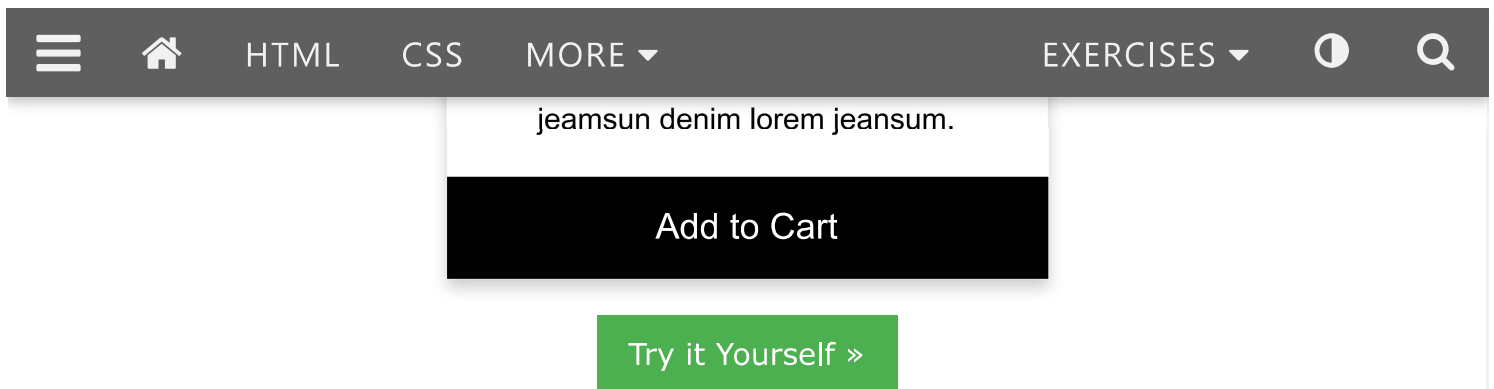 HTML CSS MORE EXERCISES
jeamsun denim lorem jeansum.
Add to Cart
Try it Yourself »